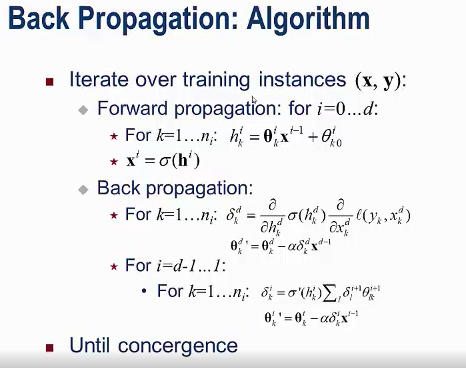 Back Propagation: Algorithm
Iterate over training instances (x, y):
Forward propagation: for i=0…d:
For k=1…nᵢ: hₖⁱ = θₖⁱxⁱ⁻¹ + θₖ₀ⁱ
xⁱ = σ(hⁱ)
Back propagation:
For k=1…nᵢ: δₖᵈ = ∂/∂hₖᵈ σ(hₖᵈ) ∂/∂xₖᵈ ℓ(yₖ, xₖᵈ)
θₖᵈ' = θₖᵈ − αδₖᵈxᵈ⁻¹
For i=d-1…1:
For k=1…nᵢ: δₖⁱ = σ'(hₖⁱ)∑ₗ δₗⁱ⁺¹θₗₖⁱ⁺¹
θₖⁱ' = θₖⁱ − αδₖⁱxⁱ⁻¹
Until concergence